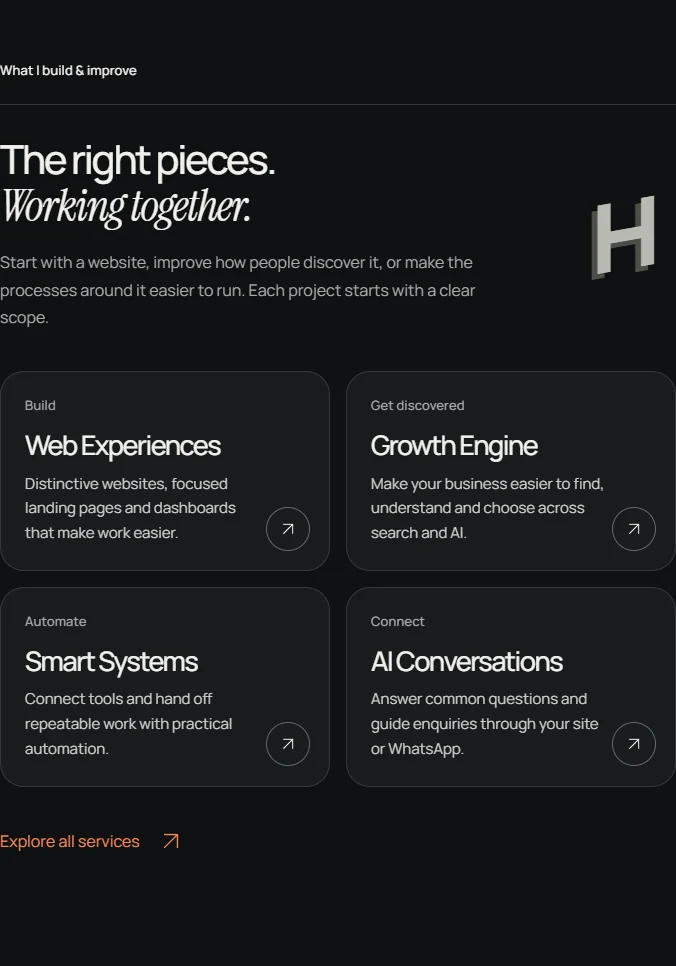 What I build & improve
The right pieces.
Working together.
Start with a website, improve how people discover it, or make the
processes around it easier to run. Each project starts with a clear
scope.
H
Build
Web Experiences
Distinctive websites, focused
landing pages and dashboards
that make work easier.
Get discovered
Growth Engine
Make your business easier to find,
understand and choose across
search and AI.
Automate
Smart Systems
Connect tools and hand off
repeatable work with practical
automation.
Connect
AI Conversations
Answer common questions and
guide enquiries through your site
or WhatsApp.
Explore all services